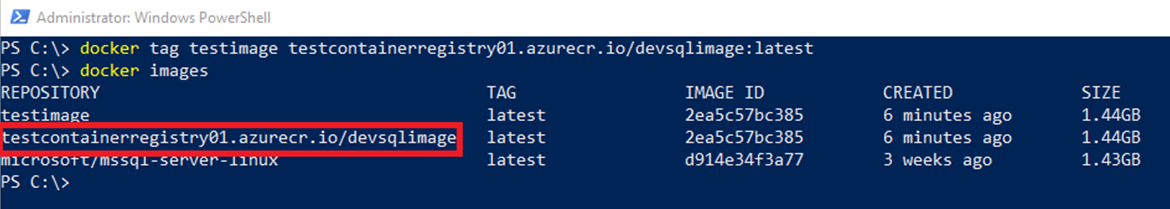 Administrator: Windows PowerShell
PS C:\> docker tag testimage testcontainerregistry01.azurecr.io/devsqlimage:latest
PS C:\> docker images
REPOSITORY TAG IMAGE ID CREATED SIZE
testimage latest 2ea5c57bc385 6 minutes ago 1.44GB
testcontainerregistry01.azurecr.io/devsqlimage latest 2ea5c57bc385 6 minutes ago 1.44GB
microsoft/mssql-server-linux latest d914e34f3a77 3 weeks ago 1.43GB
PS C:\>